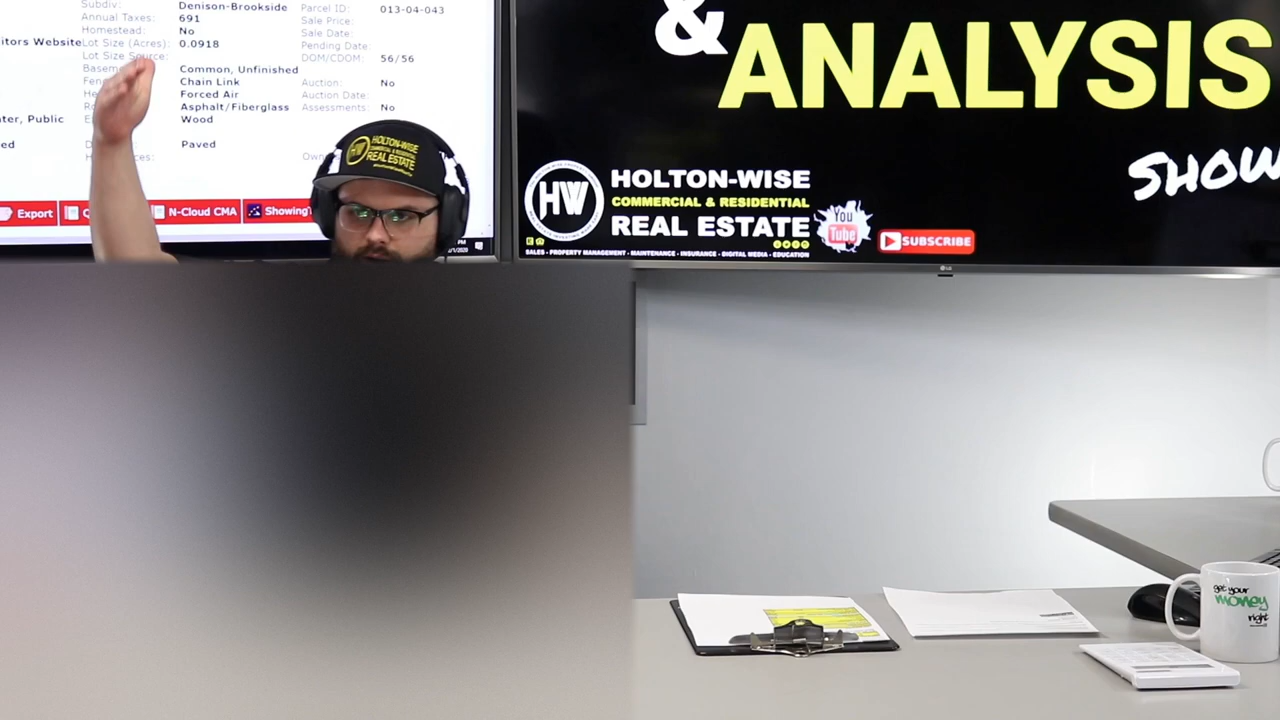 Subdiv: Denison-Brookside Parcel ID: 013-04-043
Annual Taxes: 691 Sale Price:
Homestead: No Sale Date:
itors Website Lot Size (Acres): 0.0918 Pending Date:
Lot Size Source: DOM/CDOM: 56/56
Common, Unfinished
Chain Link Auction: No
Forced Air Auction Date:
Asphalt/Fiberglass Assessments: No
ter, Public Wood
Paved
Export
N-Cloud CMA
PM
HOLTON-WISE
COMMERCIAL & RESIDENTIAL
REAL ESTATE
&
ANALYSIS
SHOW
HW
HOLTON-WISE
COMMERCIAL & RESIDENTIAL
REAL ESTATE
SALES - PROPERTY MANAGEMENT - MAINTENANCE - INSURANCE - DIGITAL MEDIA - EDUCATION
You
Tube
SUBSCRIBE
LG
get your
money
right